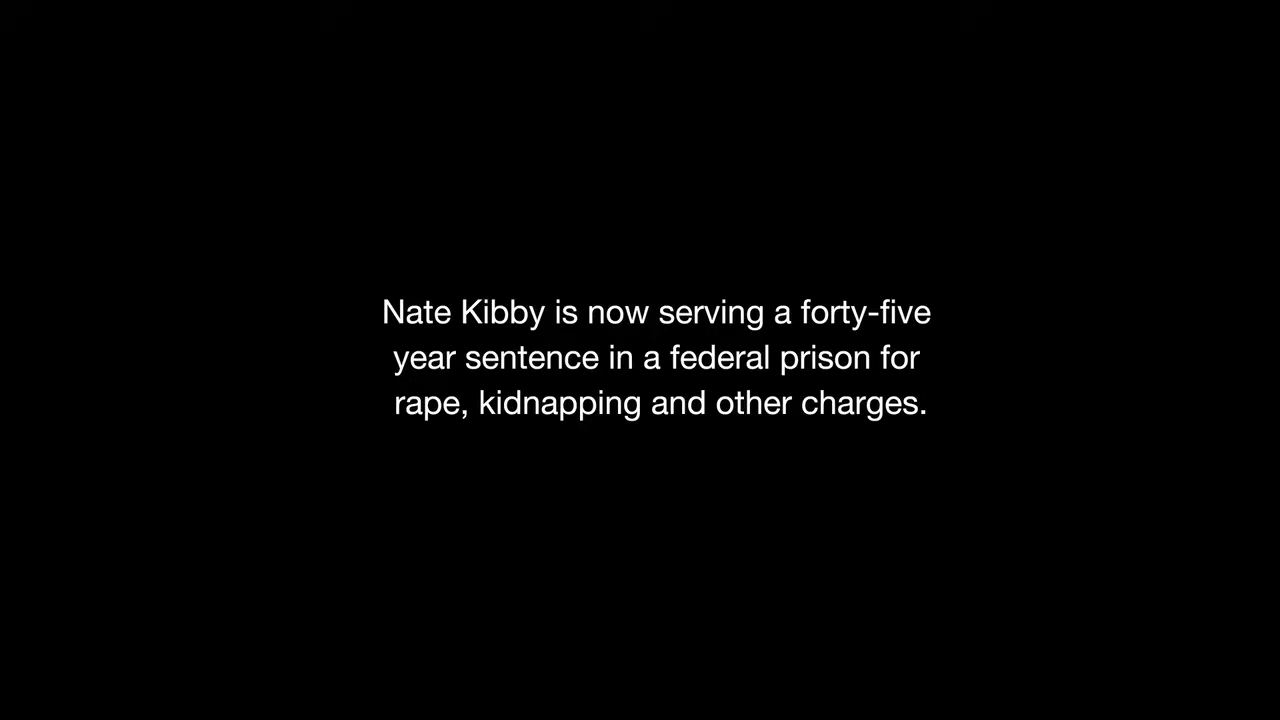 Nate Kibby is now serving a forty-five
year sentence in a federal prison for
rape, kidnapping and other charges.